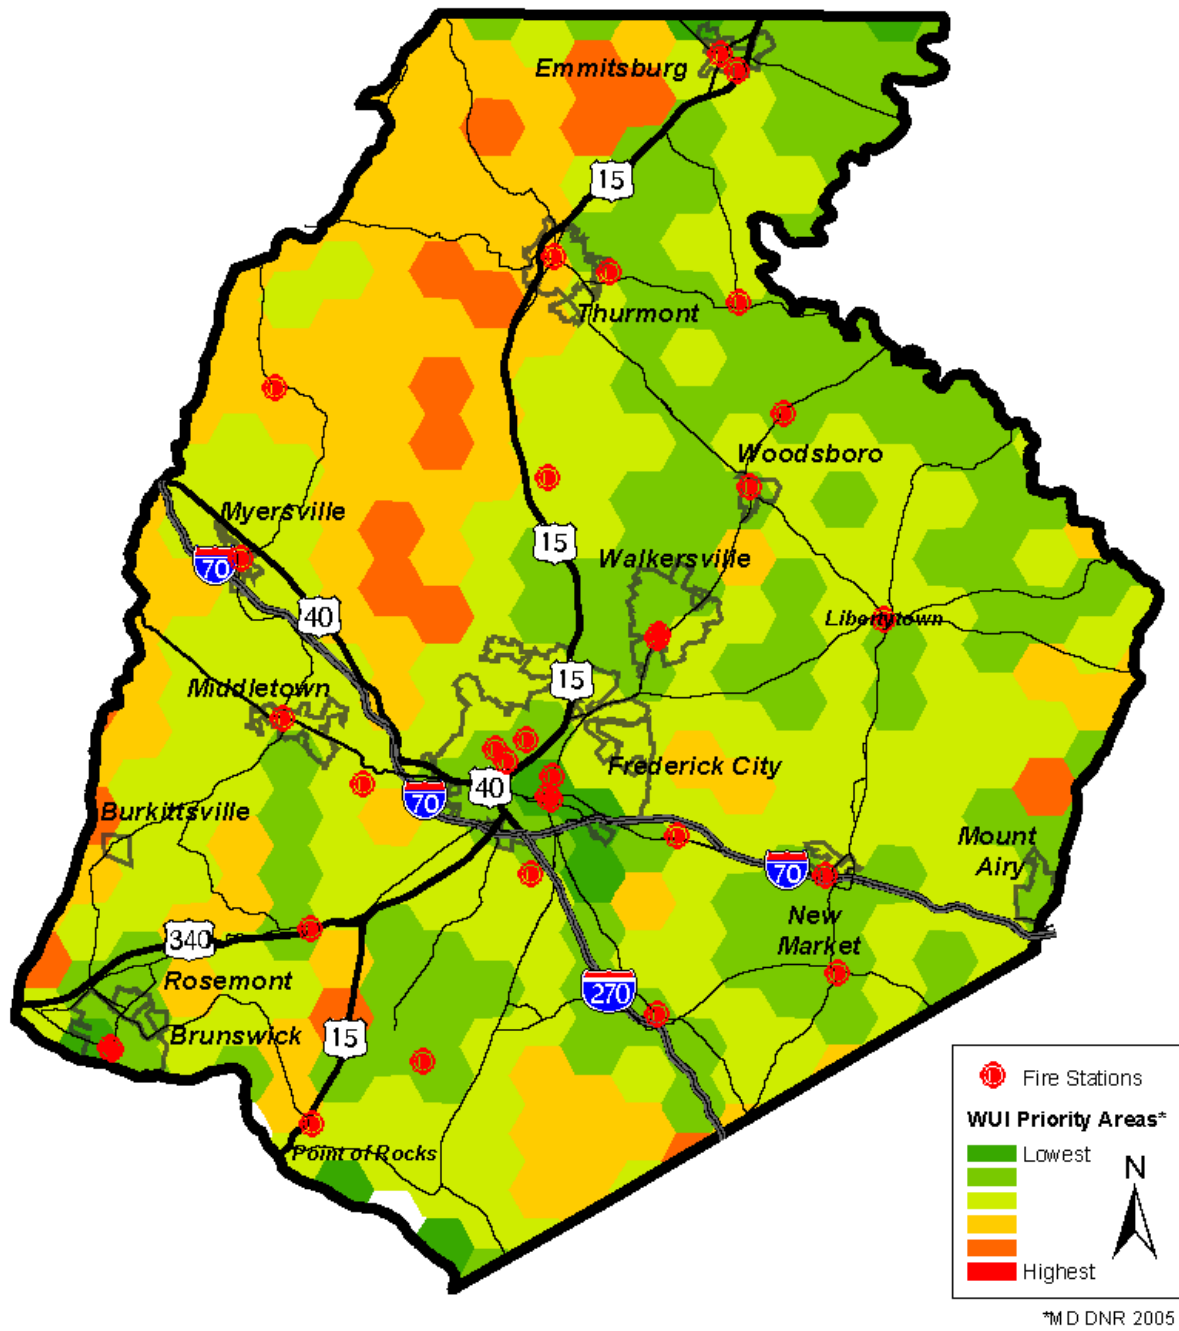 Emmitsburg
15
Thurmont
Woodsboro
Myersville
70
15
Walkersville
40
Libertytown
15
Middletown
Frederick City
40
70
Burkittsville
Mount
Airy
70
New
Market
340
Rosemont
270
Brunswick
15
Point of Rocks
Fire Stations
WUI Priority Areas*
Lowest
N
Highest
*MD DNR 2005